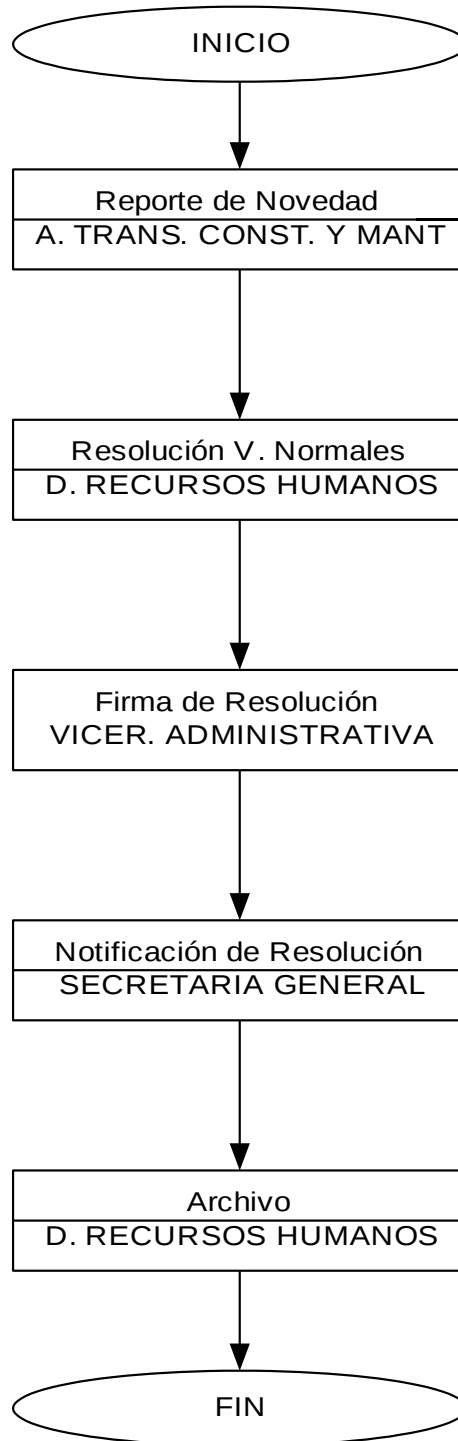 INICIO
Reporte de Novedad
A. TRANS. CONST. Y MANT
Resolución V. Normales
D. RECURSOS HUMANOS
Firma de Resolución
VICER. ADMINISTRATIVA
Notificación de Resolución
SECRETARIA GENERAL
Archivo
D. RECURSOS HUMANOS
FIN